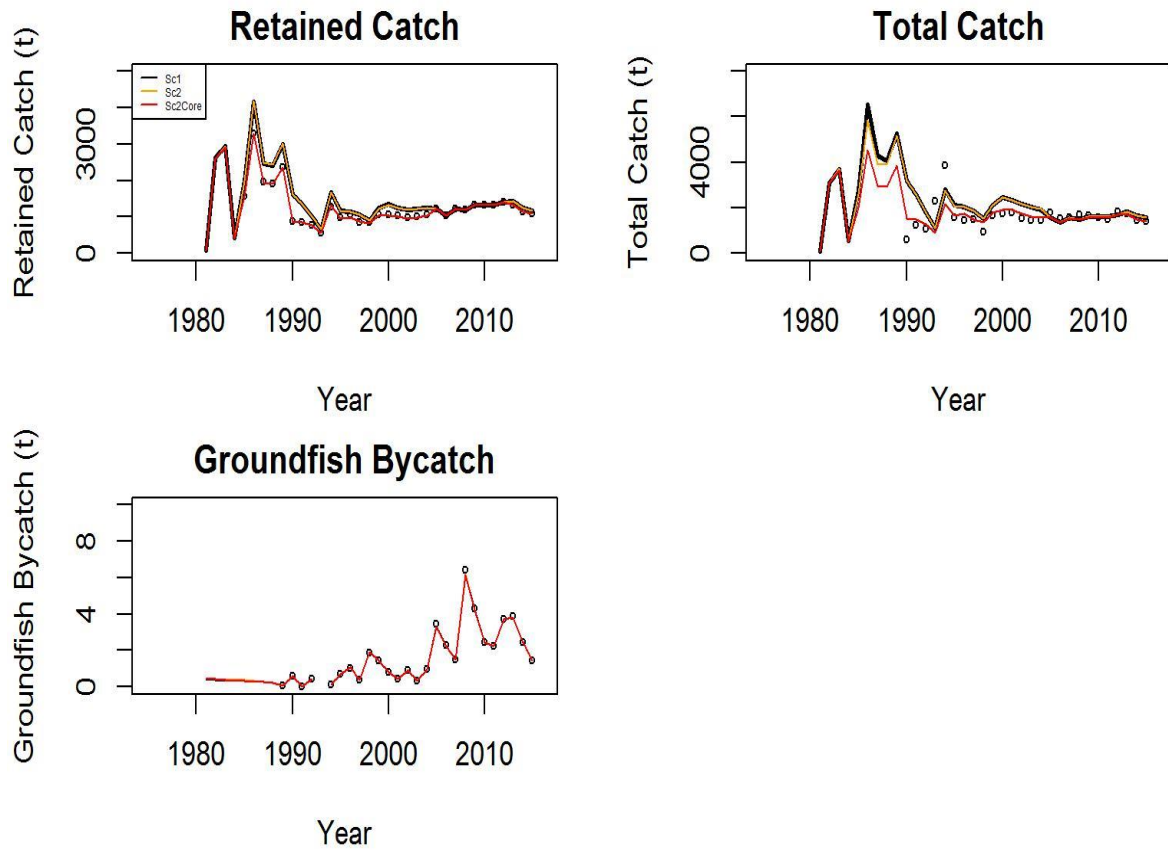 Retained Catch
Retained Catch (t)
3000
0
Sc1
Sc2
Sc2Core
1980 1990 2000 2010
Year
Total Catch
Total Catch (t)
4000
0
1980 1990 2000 2010
Year
Groundfish Bycatch
Groundfish Bycatch (t)
8
4
0
1980 1990 2000 2010
Year